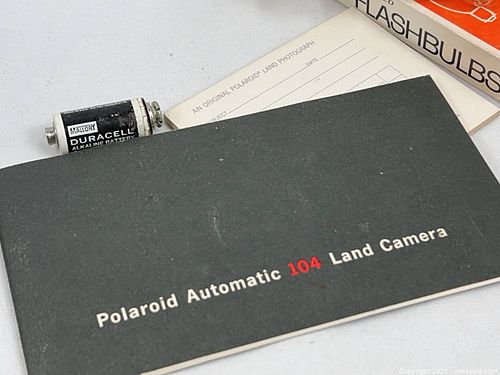 FLASHBULBS
AN ORIGINAL POLAROID® LAND PHOTOGRAPH
DATE
MALLORY
DURACELL
ALKALINE BATTERY
Polaroid Automatic 104 Land Camera